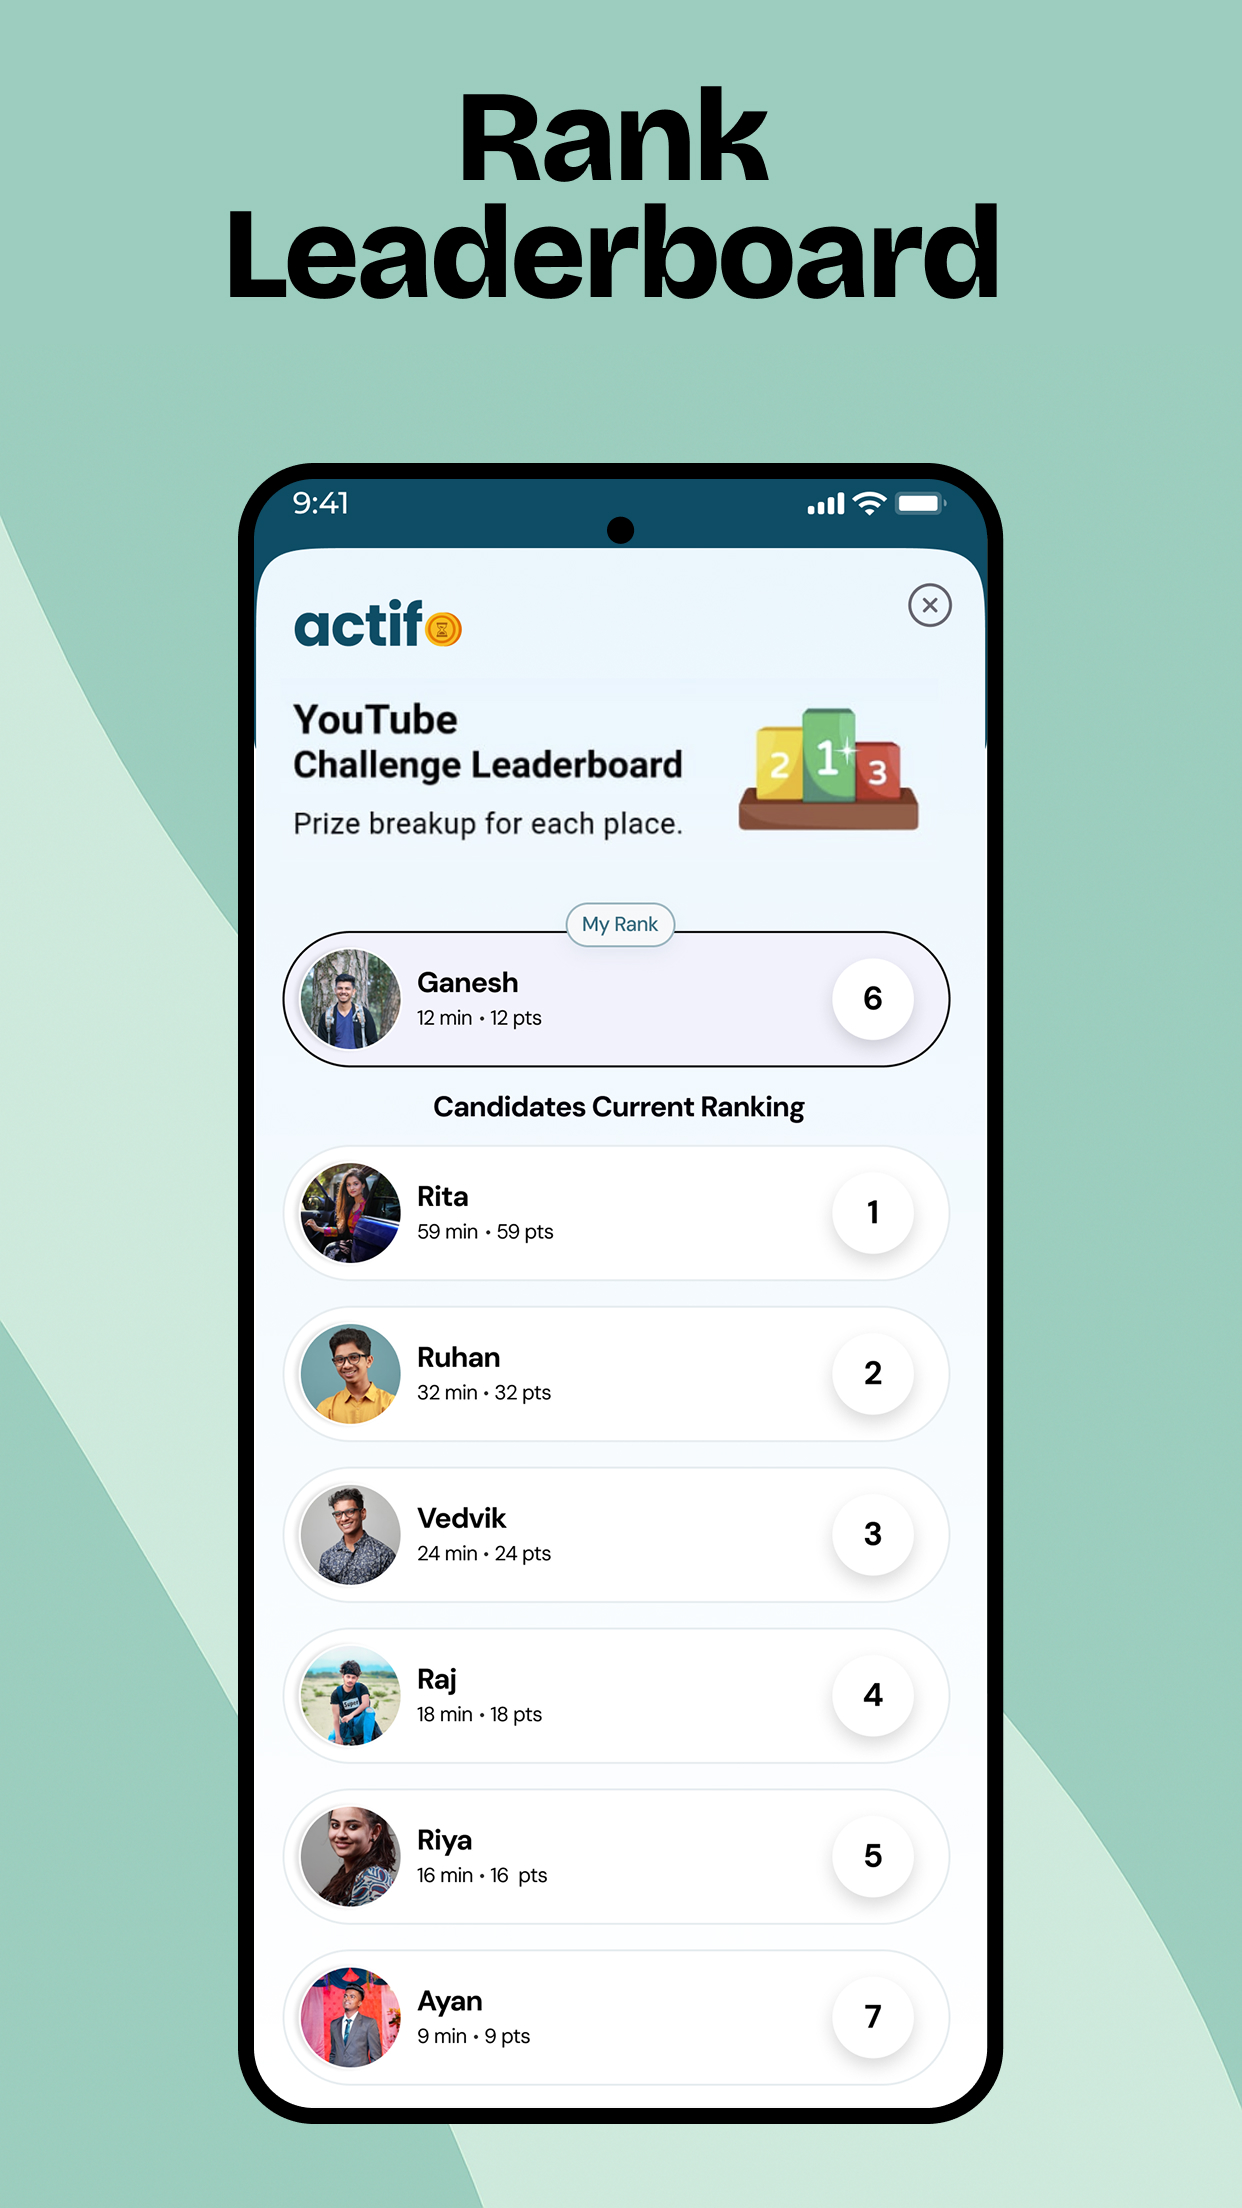 Rank
Leaderboard
9:41
actifo
YouTube
Challenge Leaderboard
Prize breakup for each place.
2 1 3
My Rank
Ganesh
12 min • 12 pts
6
Candidates Current Ranking
Rita
59 min • 59 pts
1
Ruhan
32 min • 32 pts
2
Vedvik
24 min • 24 pts
3
Raj
18 min • 18 pts
4
Super
Riya
16 min • 16 pts
5
Ayan
9 min • 9 pts
7